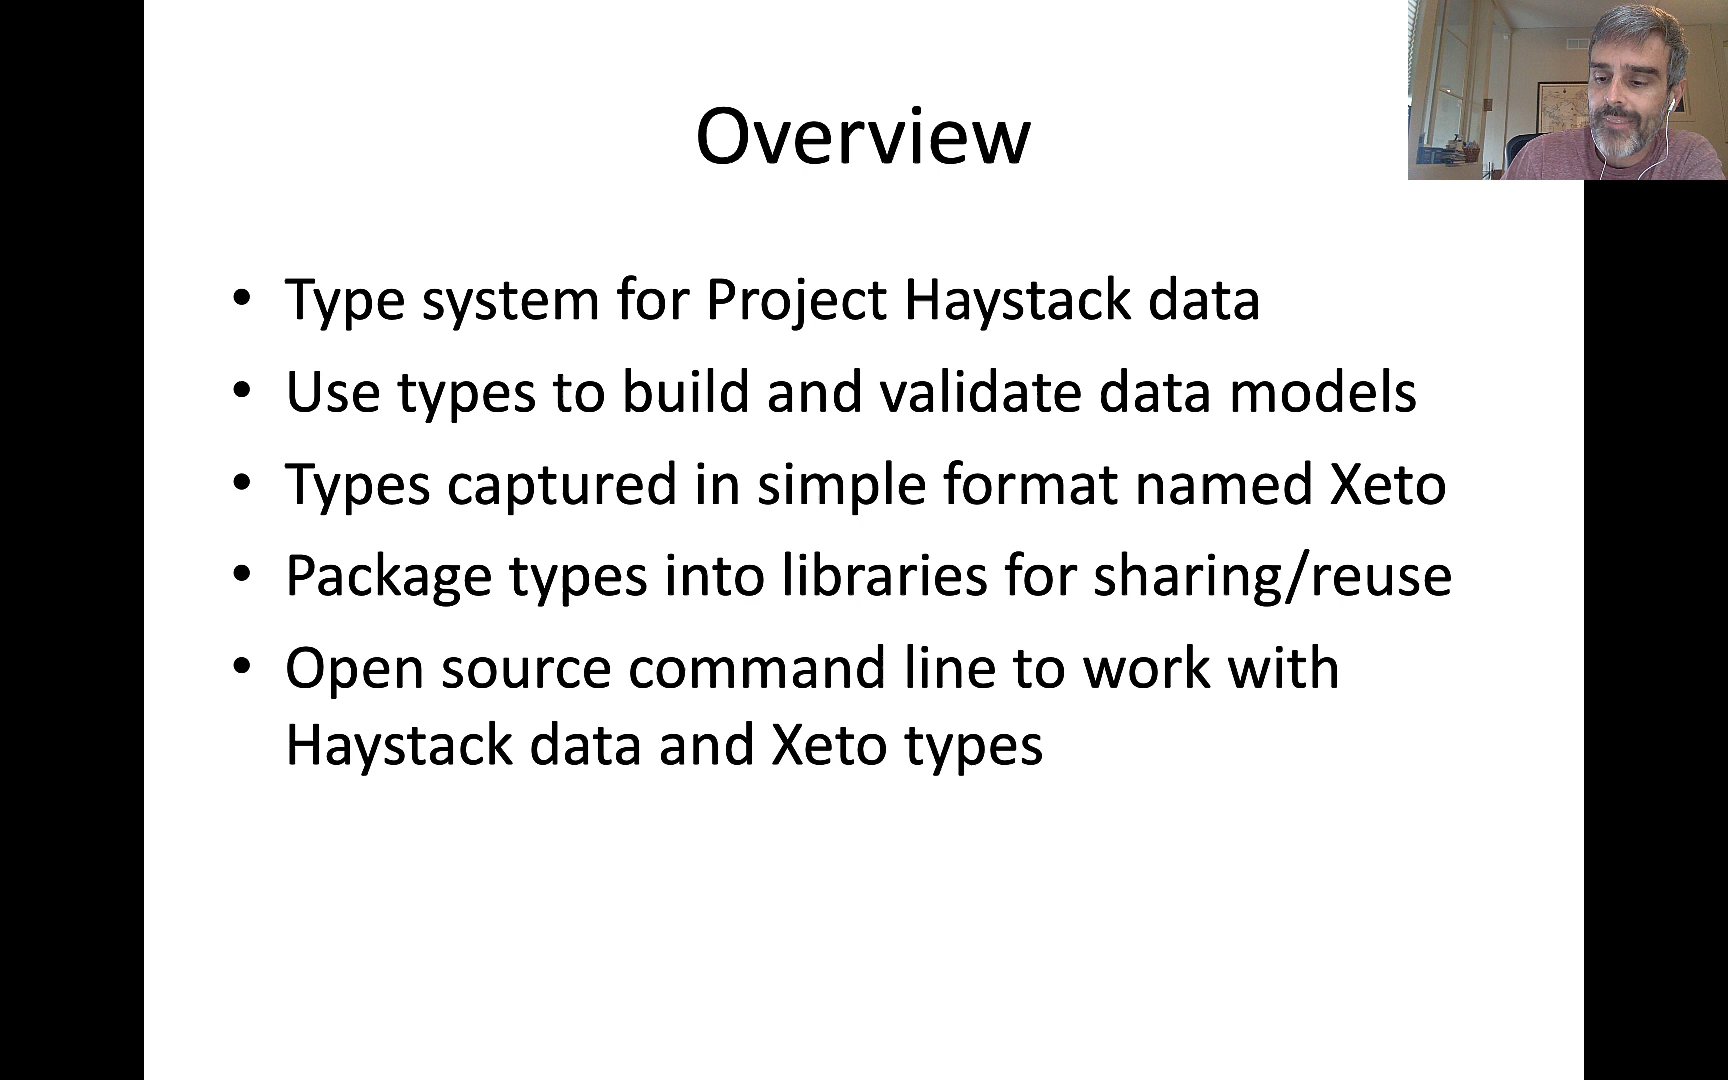 Overview
• Type system for Project Haystack data
• Use types to build and validate data models
• Types captured in simple format named Xeto
• Package types into libraries for sharing/reuse
• Open source command line to work with
Haystack data and Xeto types